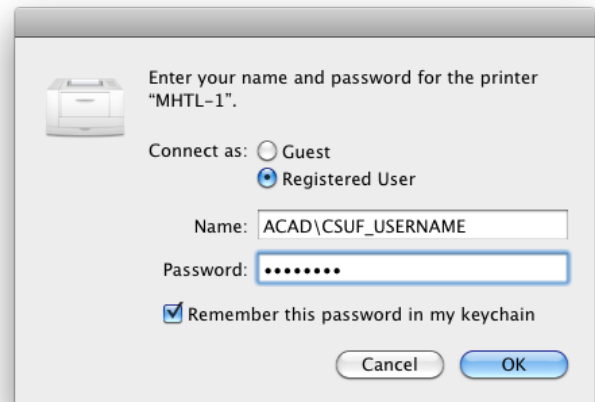 Enter your name and password for the printer
“MHTL-1”.
Connect as: Guest
Registered User
Name: ACAD\CSUF_USERNAME
Password: ••••••••
Remember this password in my keychain
Cancel OK